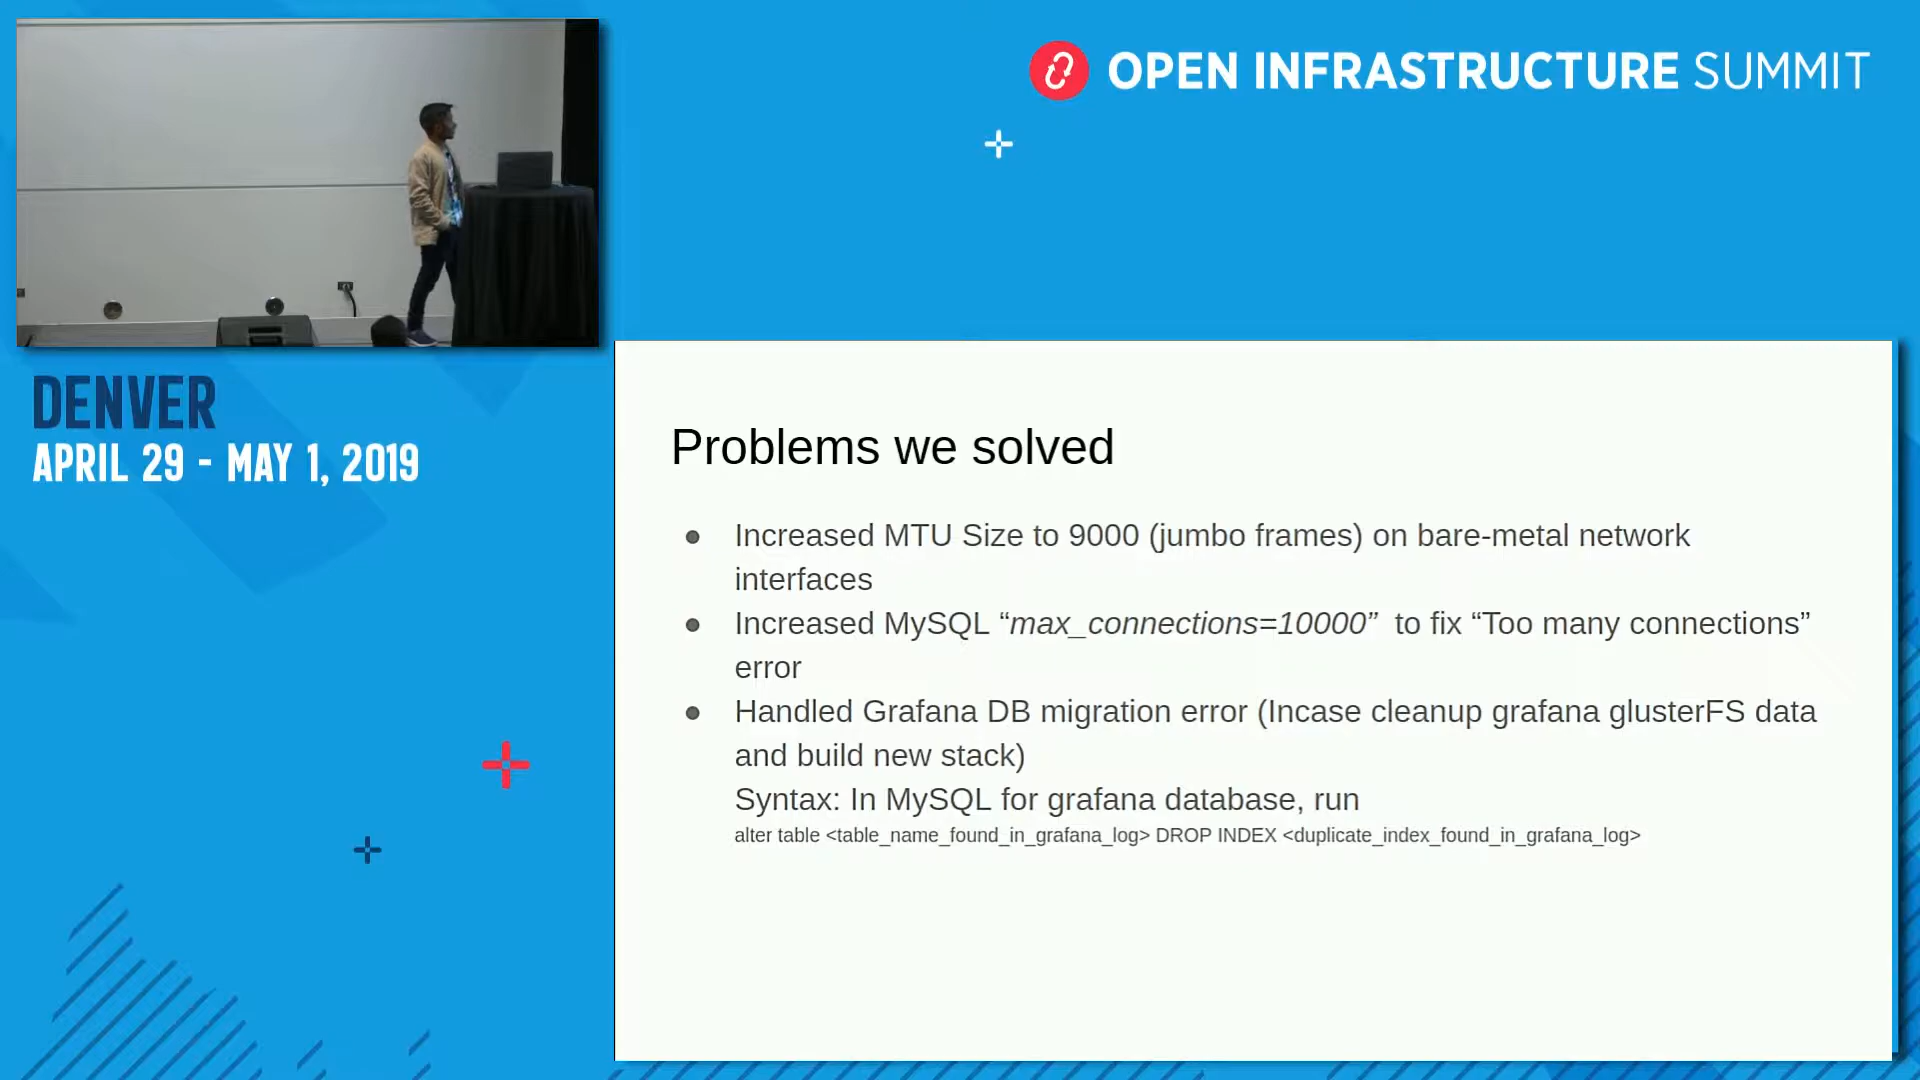 OPEN INFRASTRUCTURE SUMMIT
DENVER
APRIL 29 - MAY 1, 2019
Problems we solved
● Increased MTU Size to 9000 (jumbo frames) on bare-metal network
interfaces
● Increased MySQL “max_connections=10000” to fix “Too many connections”
error
● Handled Grafana DB migration error (Incase cleanup grafana glusterFS data
and build new stack)
Syntax: In MySQL for grafana database, run
alter table <table_name_found_in_grafana_log> DROP INDEX <duplicate_index_found_in_grafana_log>